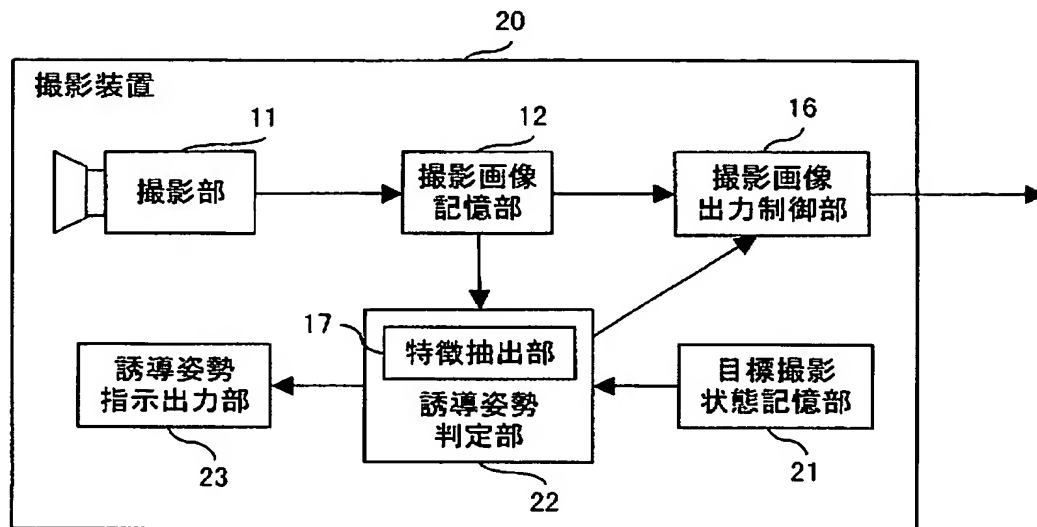 20
撮影装置
11
12
16
撮影部
撮影画像
記憶部
撮影画像
出力制御部
17
特徴抽出部
誘導姿勢
指示出力部
誘導姿勢
判定部
目標撮影
状態記憶部
23
22
21